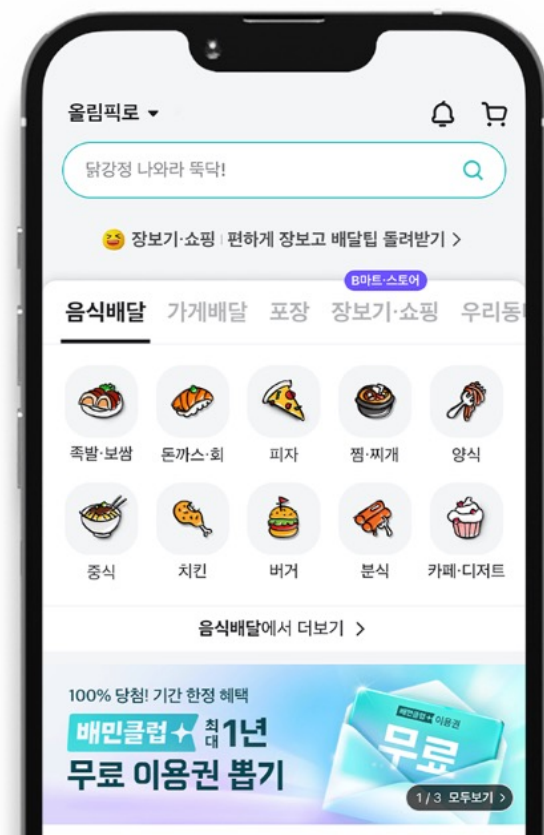 올림픽로
닭강정 나와라 뚝딱!
장보기·쇼핑 | 편하게 장보고 배달팁 돌려받기 >
B마트·스토어
음식배달 가게배달 포장 장보기·쇼핑 우리동
족발·보쌈 돈까스·회 피자 찜·찌개 양식
중식 치킨 버거 분식 카페·디저트
음식배달에서 더보기 >
100% 당첨! 기간 한정 혜택
배민클럽 최대 1년
무료 이용권 뽑기
배민클럽 이용권
무료
1/3 모두보기 >